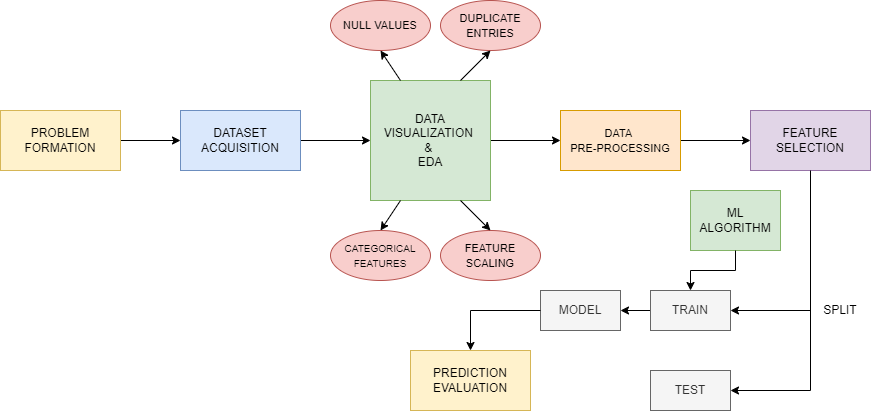 NULL VALUES
DUPLICATE
ENTRIES
PROBLEM
FORMATION
DATASET
ACQUISITION
DATA
VISUALIZATION
&
EDA
DATA
PRE-PROCESSING
FEATURE
SELECTION
CATEGORICAL
FEATURES
FEATURE
SCALING
ML
ALGORITHM
MODEL
TRAIN
SPLIT
PREDICTION
EVALUATION
TEST